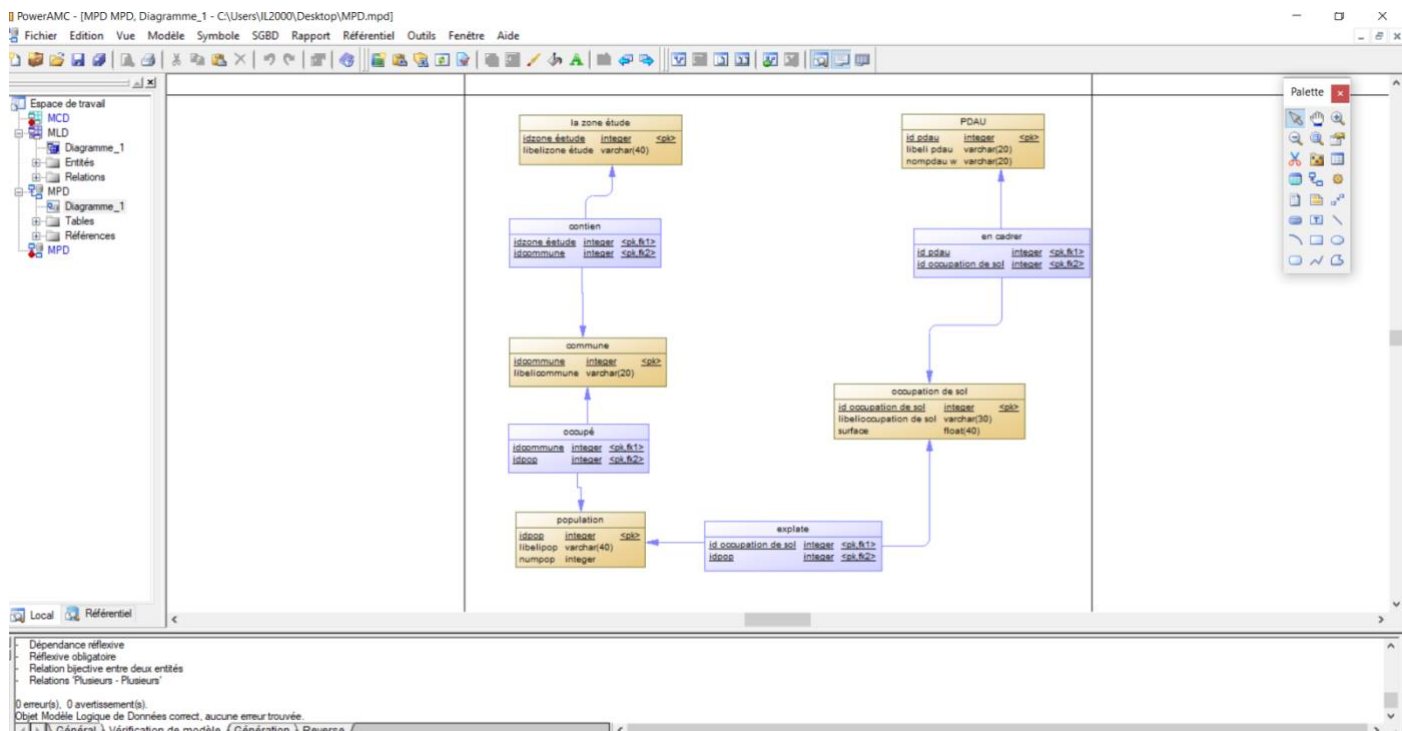 PowerAMC - [MPD MPD, Diagramme_1 - C:\Users\IL2000\Desktop\MPD.mpd]
Fichier Edition Vue Modèle Symbole SGBD Rapport Référentiel Outils Fenêtre Aide
Espace de travail
MCD
MLD
Diagramme_1
Entités
Relations
MPD
Diagramme_1
Tables
Références
MPD
Local Référentiel
la zone étude
idzone éetude integer <pk>
libelizone étude varchar(40)
PDAU
id pdau integer <pk>
libeli pdau varchar(20)
nompdau w varchar(20)
contien
idzone éetude integer <pk,fk1>
idcommune integer <pk,fk2>
en cadrer
id pdau integer <pk,fk1>
id occupation de sol integer <pk,fk2>
commune
idcommune integer <pk>
libelicommune varchar(20)
occupation de sol
id occupation de sol integer <pk>
libelioccupation de sol varchar(30)
surface float(40)
occupé
idcommune integer <pk,fk1>
idpop integer <pk,fk2>
population
idpop integer <pk>
libelipop varchar(40)
numpop integer
explate
id occupation de sol integer <pk,fk1>
idpop integer <pk,fk2>
Palette
- Dépendance réflexive
- Réflexive obligatoire
- Relation bijective entre deux entités
- Relations 'Plusieurs - Plusieurs'
0 erreur(s), 0 avertissement(s).
Objet Modèle Logique de Données correct, aucune erreur trouvée.
Général Vérification de modèle Génération Reverse